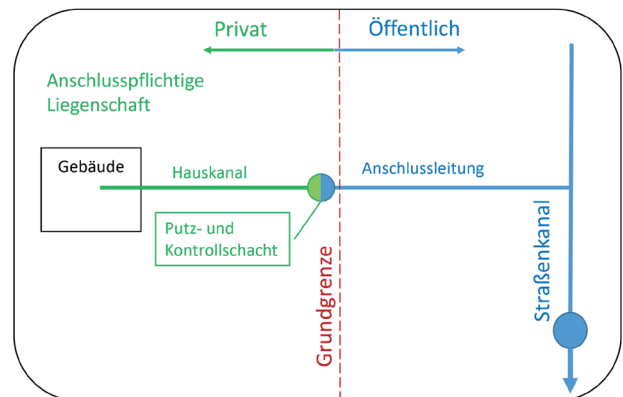 Privat
Öffentlich
Anschlusspflichtige
Liegenschaft
Gebäude
Hauskanal
Anschlussleitung
Putz- und
Kontrollschacht
Grundgrenze
Straßenkanal